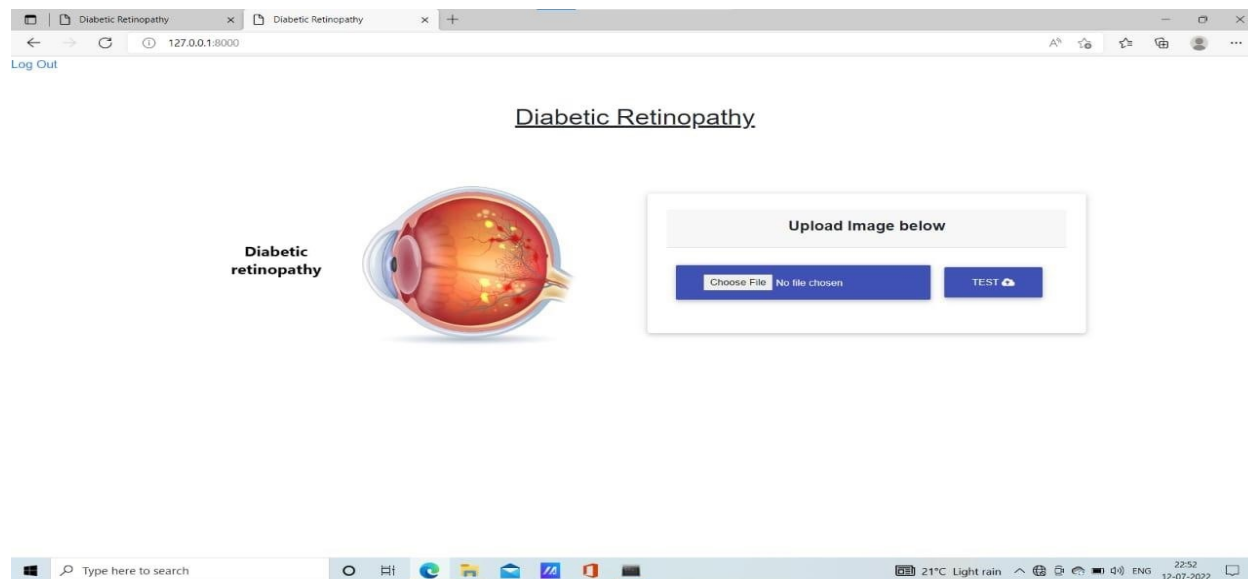 Diabetic Retinopathy
Diabetic Retinopathy
127.0.0.1:8000
Log Out
Diabetic Retinopathy
Diabetic
retinopathy
Upload Image below
Choose File No file chosen
TEST
Type here to search
21°C Light rain
ENG
22:52
12-07-2022